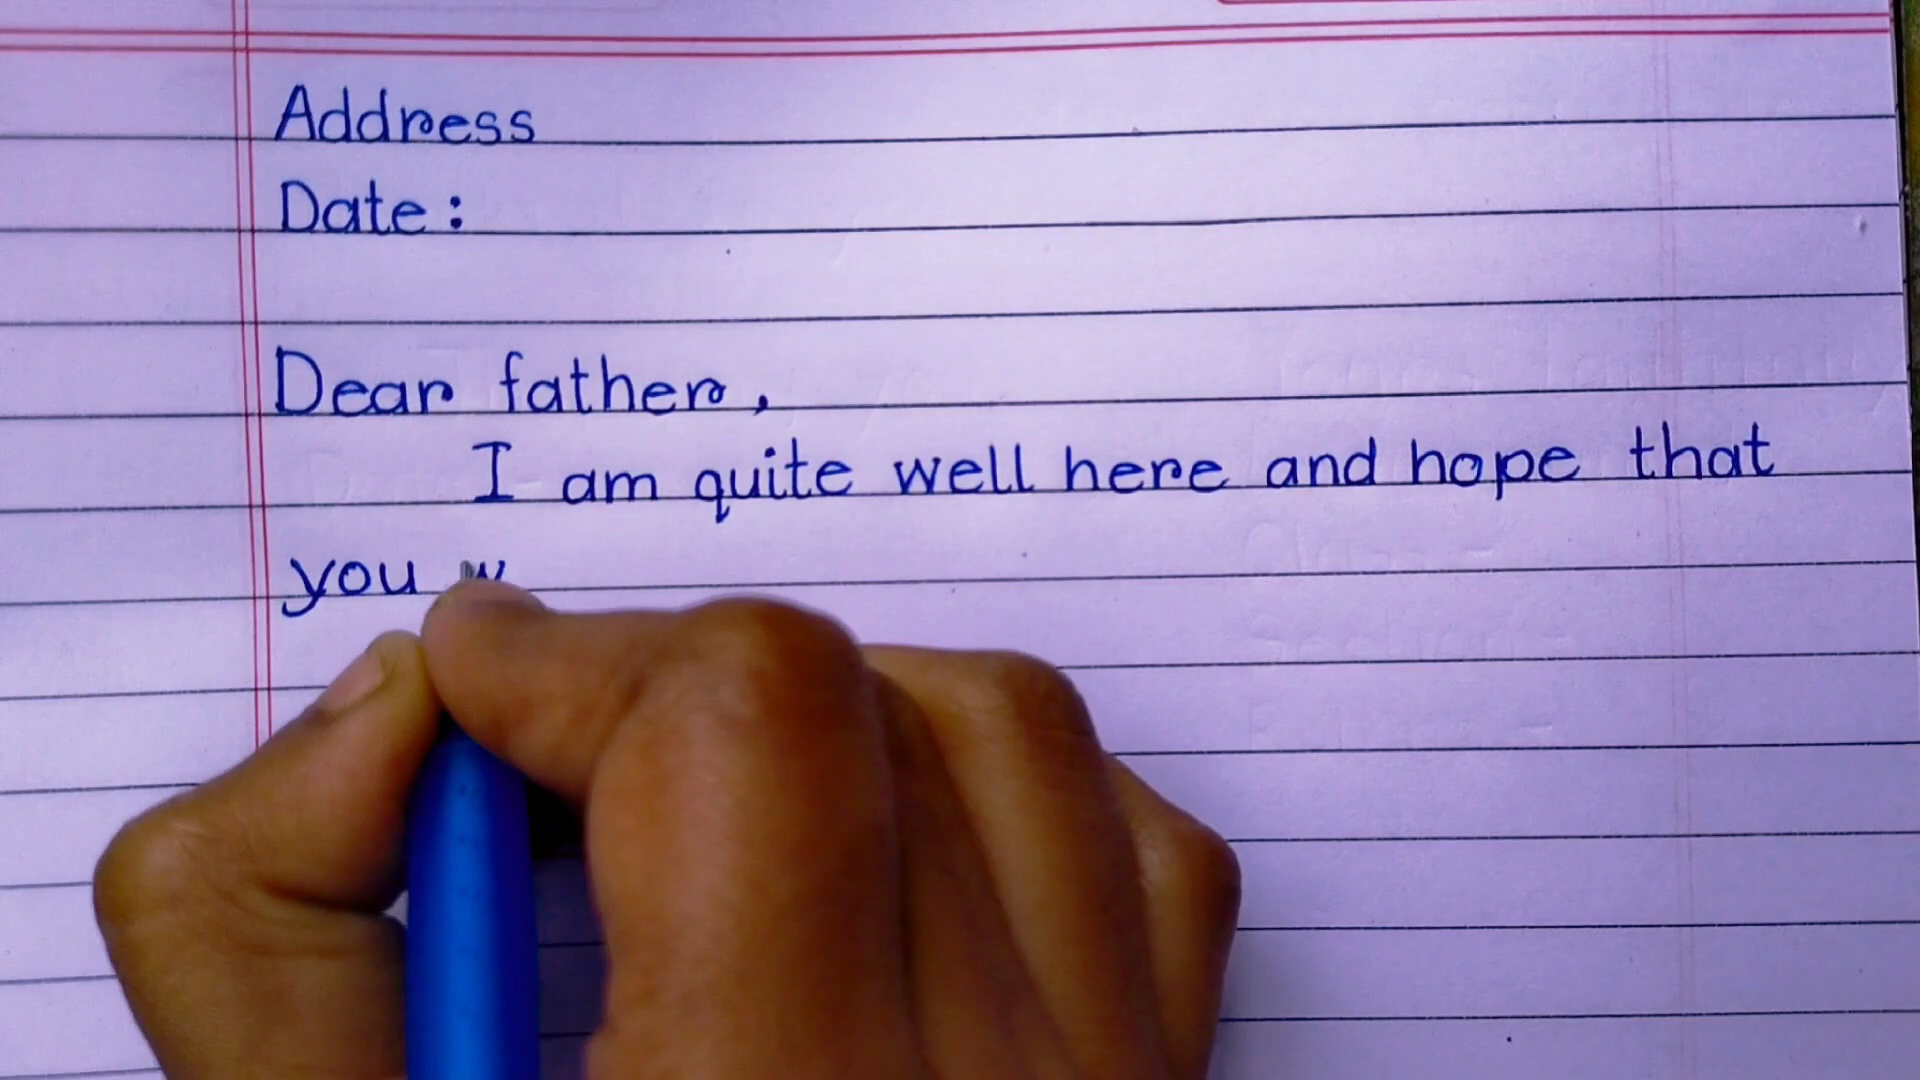 Address
Date :
Dear father,
I am quite well here and hope that
you w